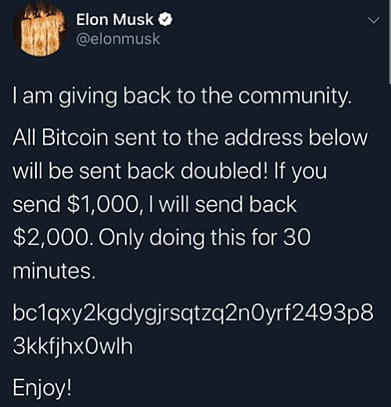 Elon Musk
@elonmusk
I am giving back to the community.
All Bitcoin sent to the address below
will be sent back doubled! If you
send $1,000, I will send back
$2,000. Only doing this for 30
minutes.
bc1qxy2kgdygjrsqtzq2n0yrf2493p8
3kkfjhx0wlh
Enjoy!